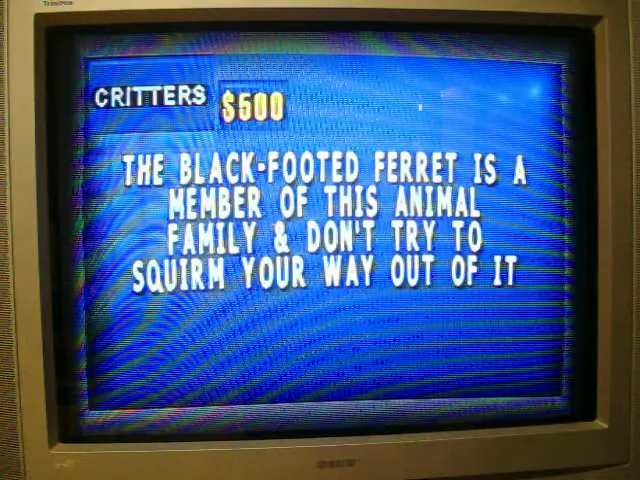 Trinitron
CRITTERS
$500
THE BLACK-FOOTED FERRET IS A
MEMBER OF THIS ANIMAL
FAMILY & DON'T TRY TO
SQUIRM YOUR WAY OUT OF IT